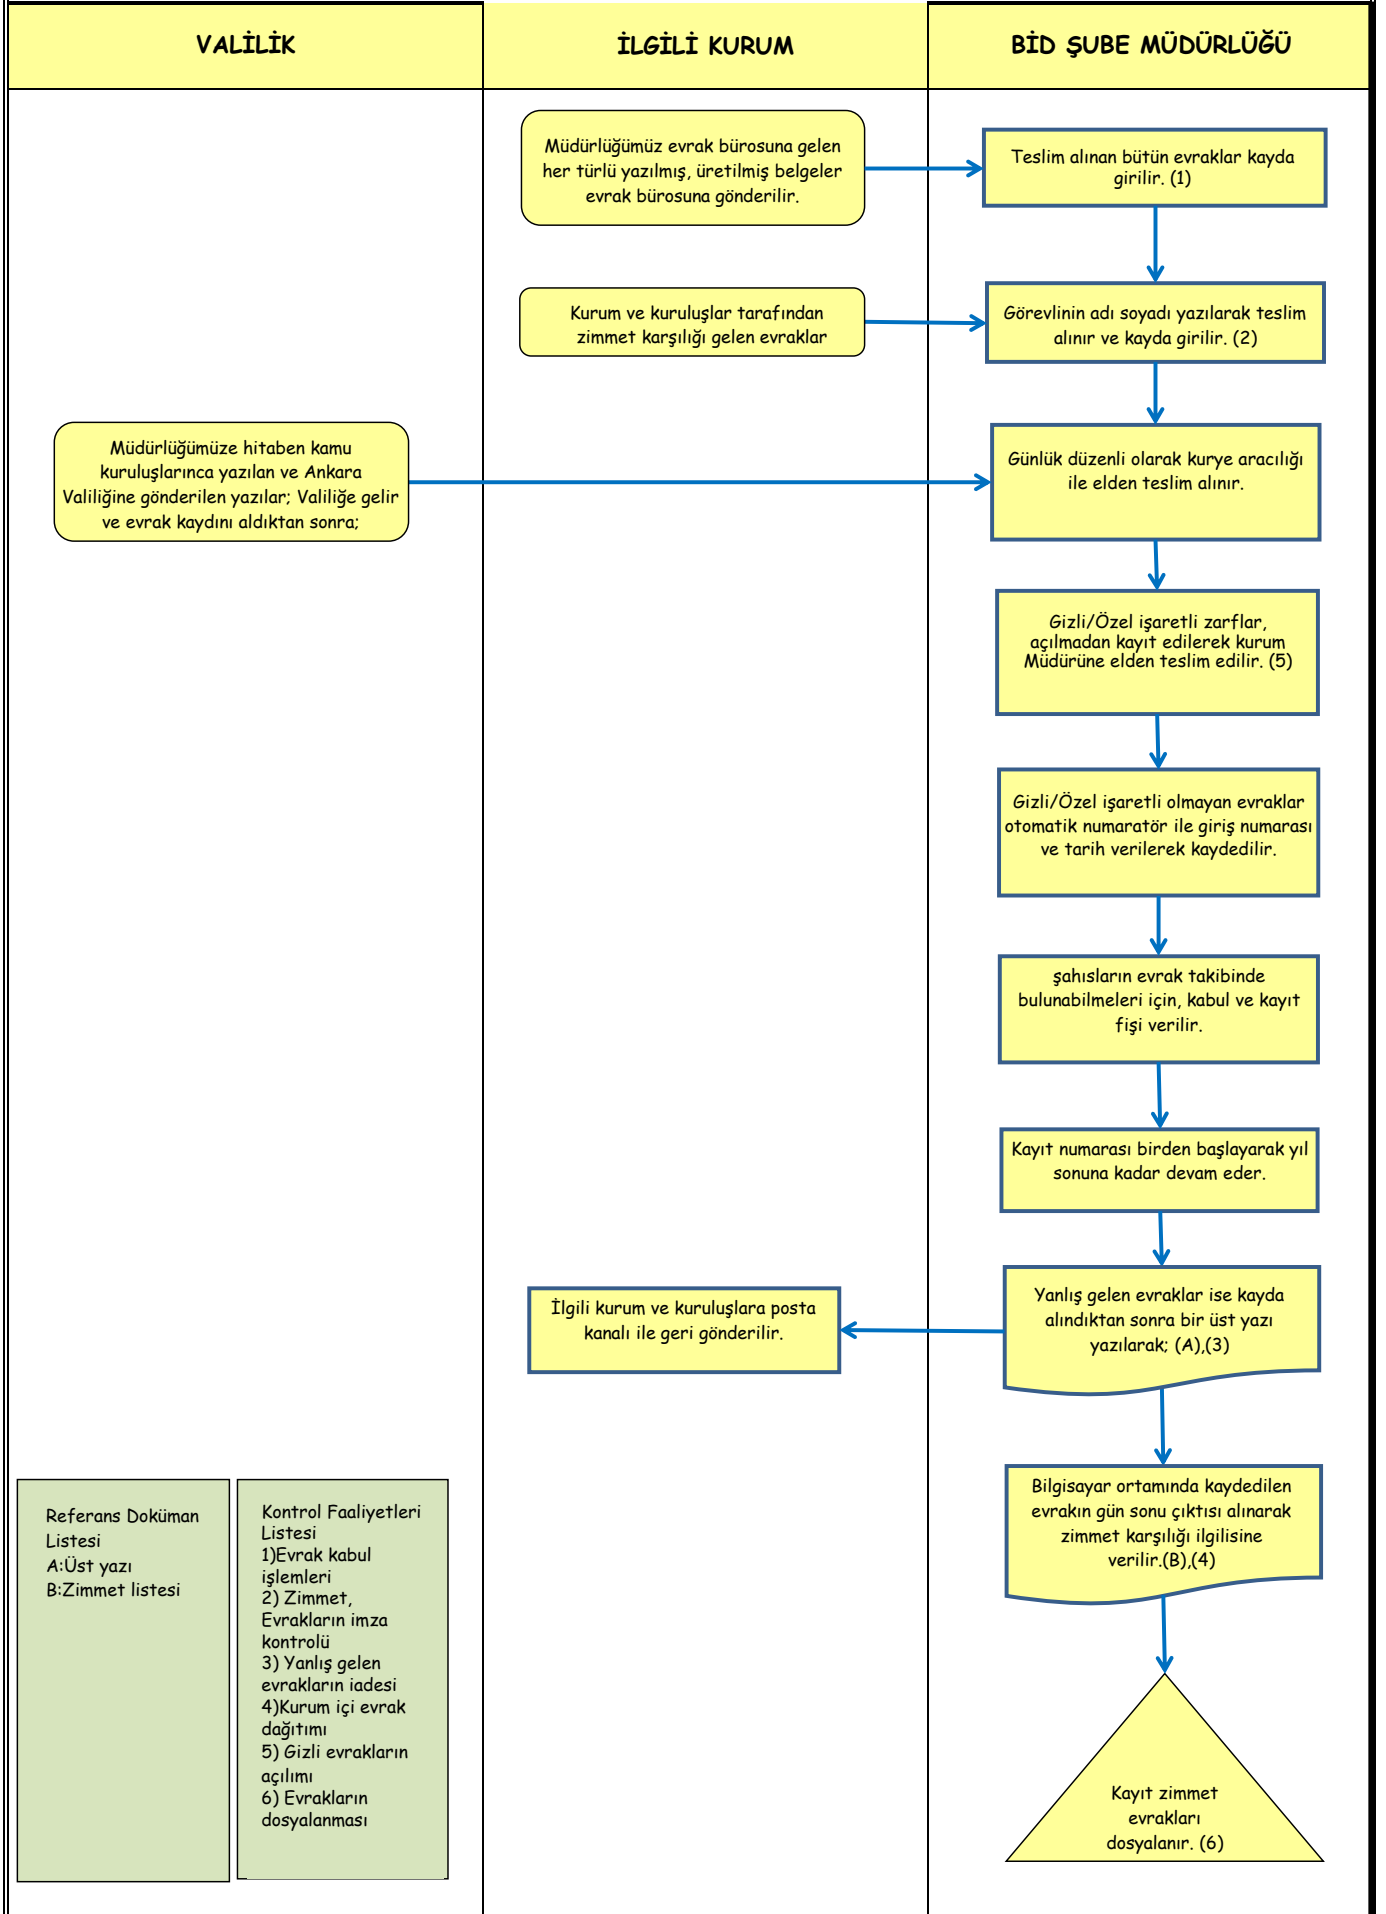 VALİLİK
İLGİLİ KURUM
BİD ŞUBE MÜDÜRLÜĞÜ
Müdürlüğümüz evrak bürosuna gelen
her türlü yazılmış, üretilmiş belgeler
evrak bürosuna gönderilir.
Teslim alınan bütün evraklar kayda
girilir. (1)
Kurum ve kuruluşlar tarafından
zimmet karşılığı gelen evraklar
Görevlinin adı soyadı yazılarak teslim
alınır ve kayda girilir. (2)
Müdürlüğümüze hitaben kamu
kuruluşlarınca yazılan ve Ankara
Valiliğine gönderilen yazılar; Valiliğe gelir
ve evrak kaydını aldıktan sonra;
Günlük düzenli olarak kurye aracılığı
ile elden teslim alınır.
Gizli/Özel işaretli zarflar,
açılmadan kayıt edilerek kurum
Müdürüne elden teslim edilir. (5)
Gizli/Özel işaretli olmayan evraklar
otomatik numaratör ile giriş numarası
ve tarih verilerek kaydedilir.
şahısların evrak takibinde
bulunabilmeleri için, kabul ve kayıt
fişi verilir.
Kayıt numarası birden başlayarak yıl
sonuna kadar devam eder.
Yanlış gelen evraklar ise kayda
alındıktan sonra bir üst yazı
yazılarak; (A),(3)
İlgili kurum ve kuruluşlara posta
kanalı ile geri gönderilir.
Bilgisayar ortamında kaydedilen
evrakın gün sonu çıktısı alınarak
zimmet karşılığı ilgilisine
verilir.(B),(4)
Kayıt zimmet
evrakları
dosyalanır. (6)
Referans Doküman
Listesi
A:Üst yazı
B:Zimmet listesi
Kontrol Faaliyetleri
Listesi
1)Evrak kabul
işlemleri
2) Zimmet,
Evrakların imza
kontrolü
3) Yanlış gelen
evrakların iadesi
4)Kurum içi evrak
dağıtımı
5) Gizli evrakların
açılımı
6) Evrakların
dosyalanması